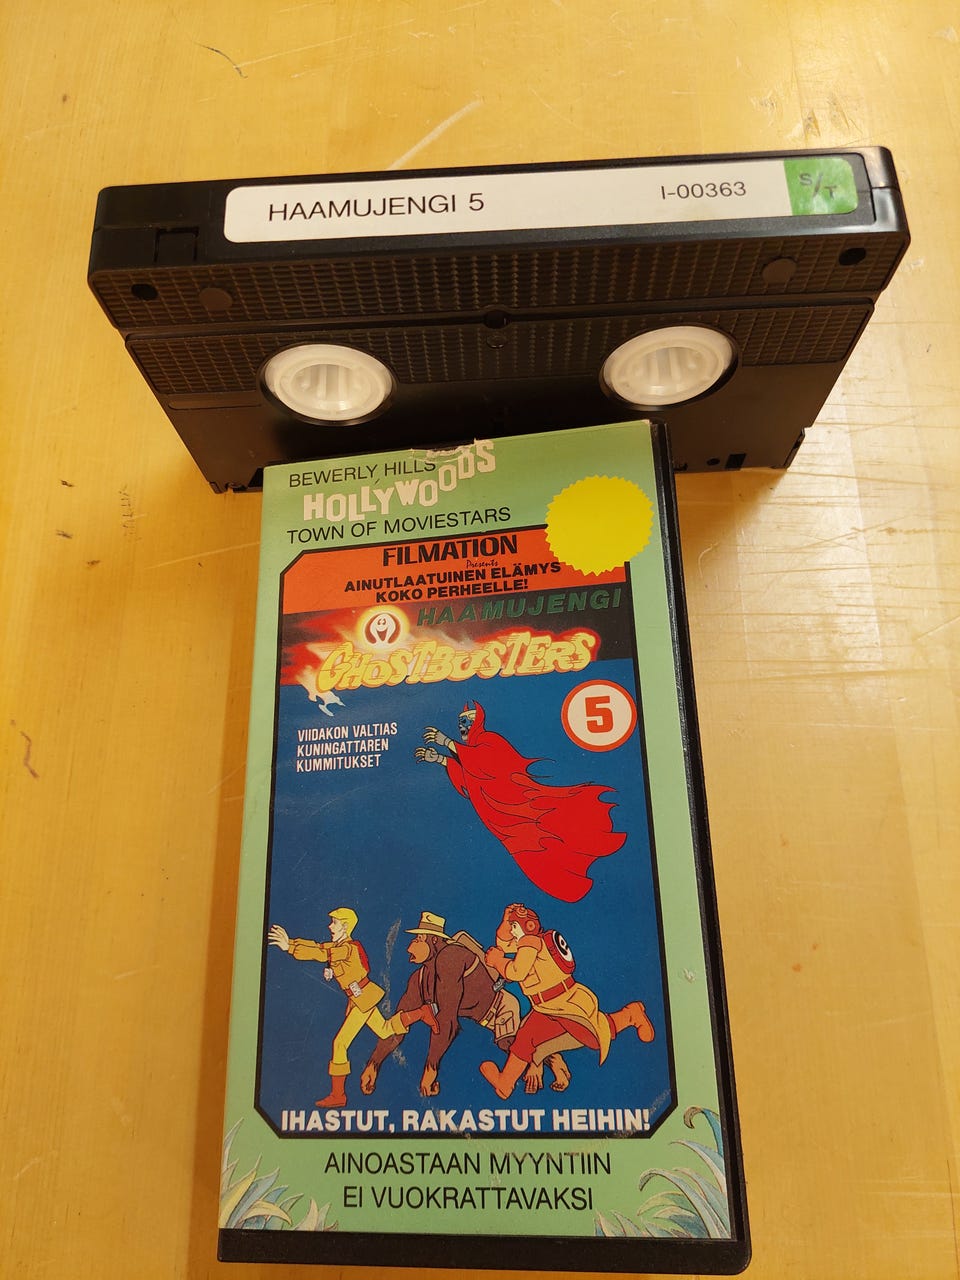 HAAMUJENGI 5
I-00363
S/T
BEWERLY HILLS
HOLLYWOODS
TOWN OF MOVIESTARS
FILMATION
Presents
AINUTLAATUINEN ELÄMYS
KOKO PERHEELLE!
HAAMUJENGI
GHOSTBUSTERS
5
VIIDAKON VALTIAS
KUNINGATTAREN
KUMMITUKSET
IHASTUT, RAKASTUT HEIHIN!
AINOASTAAN MYYNTIIN
EI VUOKRATTAVAKSI